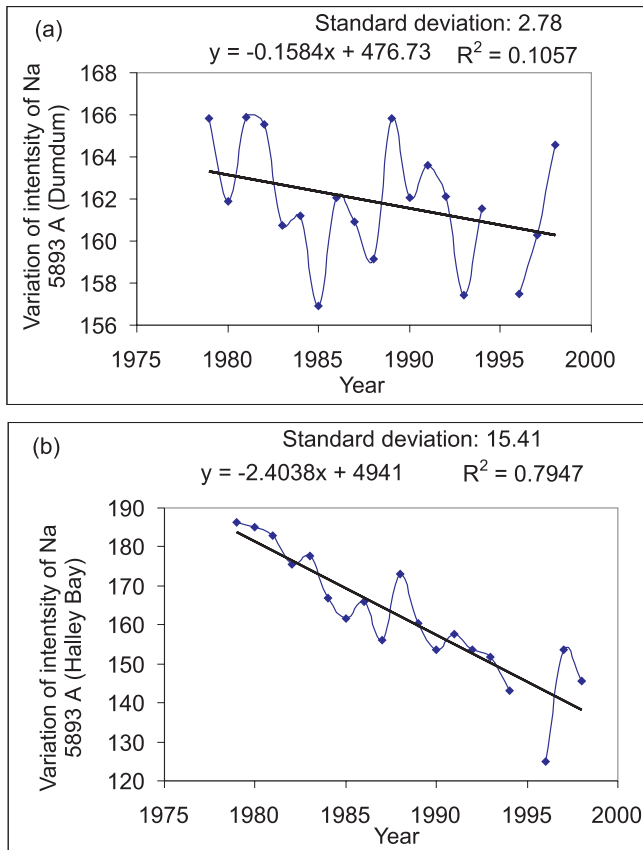 (a)
Standard deviation: 2.78
y = -0.1584x + 476.73 R² = 0.1057
Variation of intentsity of Na
5893 A (Dumdum)
168
166
164
162
160
158
156
1975 1980 1985 1990 1995 2000
Year
(b)
Standard deviation: 15.41
y = -2.4038x + 4941 R² = 0.7947
Variation of intentsity of Na
5893 A (Halley Bay)
190
180
170
160
150
140
130
120
1975 1980 1985 1990 1995 2000
Year